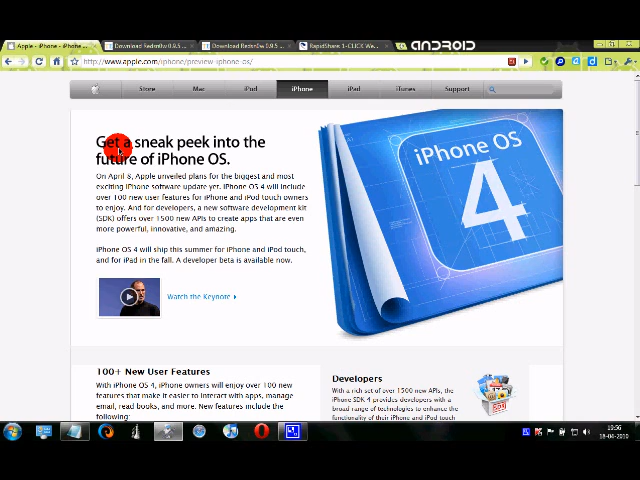 Apple - iPhone - iPhone ...
Download Redsn0w 0.9.5 ...
Download Redsn0w 0.9.5 ...
RapidShare: 1-CLICK We...
ANDROID
http://www.apple.com/iphone/preview-iphone-os/
Store
Mac
iPod
iPhone
iPad
iTunes
Support
Get a sneak peek into the
future of iPhone OS.
On April 8, Apple unveiled plans for the biggest and most
exciting iPhone software update yet. iPhone OS 4 will include
over 100 new user features for iPhone and iPod touch owners
to enjoy. And for developers, a new software development kit
(SDK) offers over 1500 new APIs to create apps that are even
more powerful, innovative, and amazing.
iPhone OS 4 will ship this summer for iPhone and iPod touch,
and for iPad in the fall. A developer beta is available now.
Watch the Keynote
iPhone OS
4
100+ New User Features
With iPhone OS 4, iPhone owners will enjoy over 100 new
features that make it easier to interact with apps, manage
email, read books, and more. New features include the
following:
Developers
With a rich set of over 1500 new APIs, the
iPhone SDK 4 provides developers with a
broad range of technologies to enhance the
functionality of their iPhone and iPod touch
19:56
18-04-2010